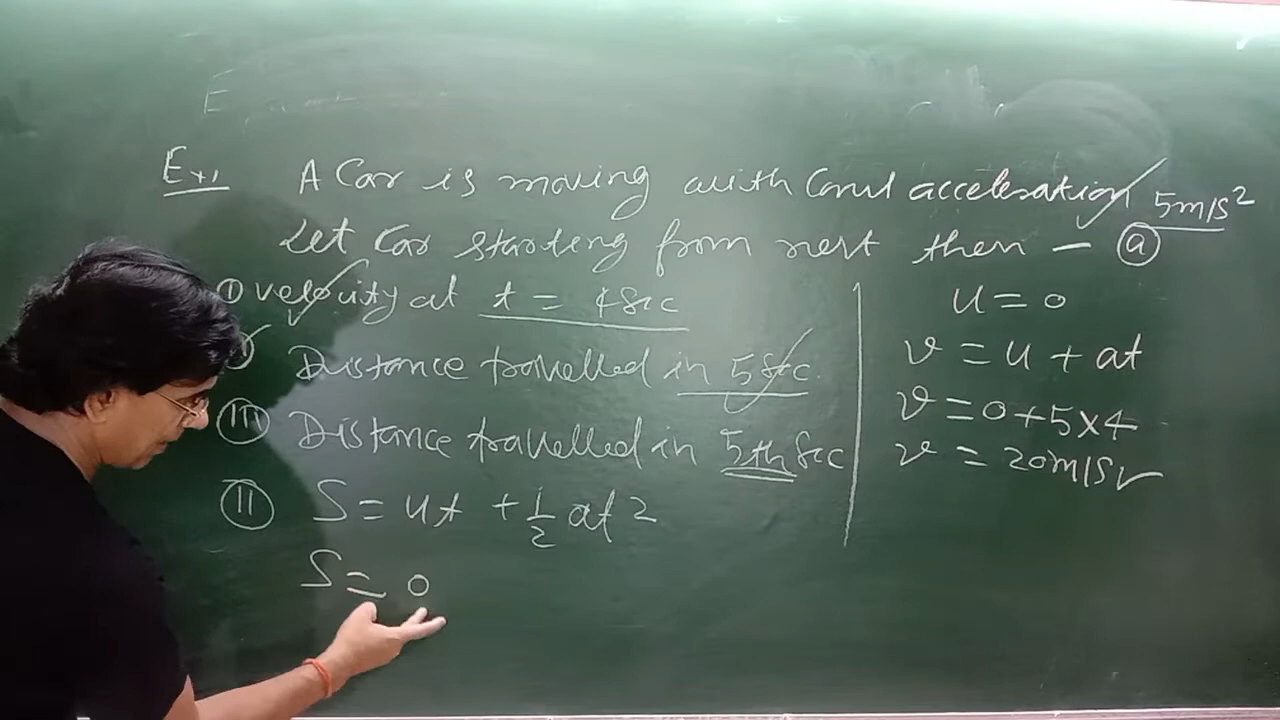 Ex1 A Car is moving with Const acceleration 5m/s²
Let Car starting from rest then — ⓐ
① velocity at t = 4sec
Distance travelled in 5 Sec.
Ⅲ Distance travelled in 5th Sec
Ⅱ S = ut + 1/2 at²
S = 0
u = 0
v = u + at
v = 0 + 5×4
v = 20m/s